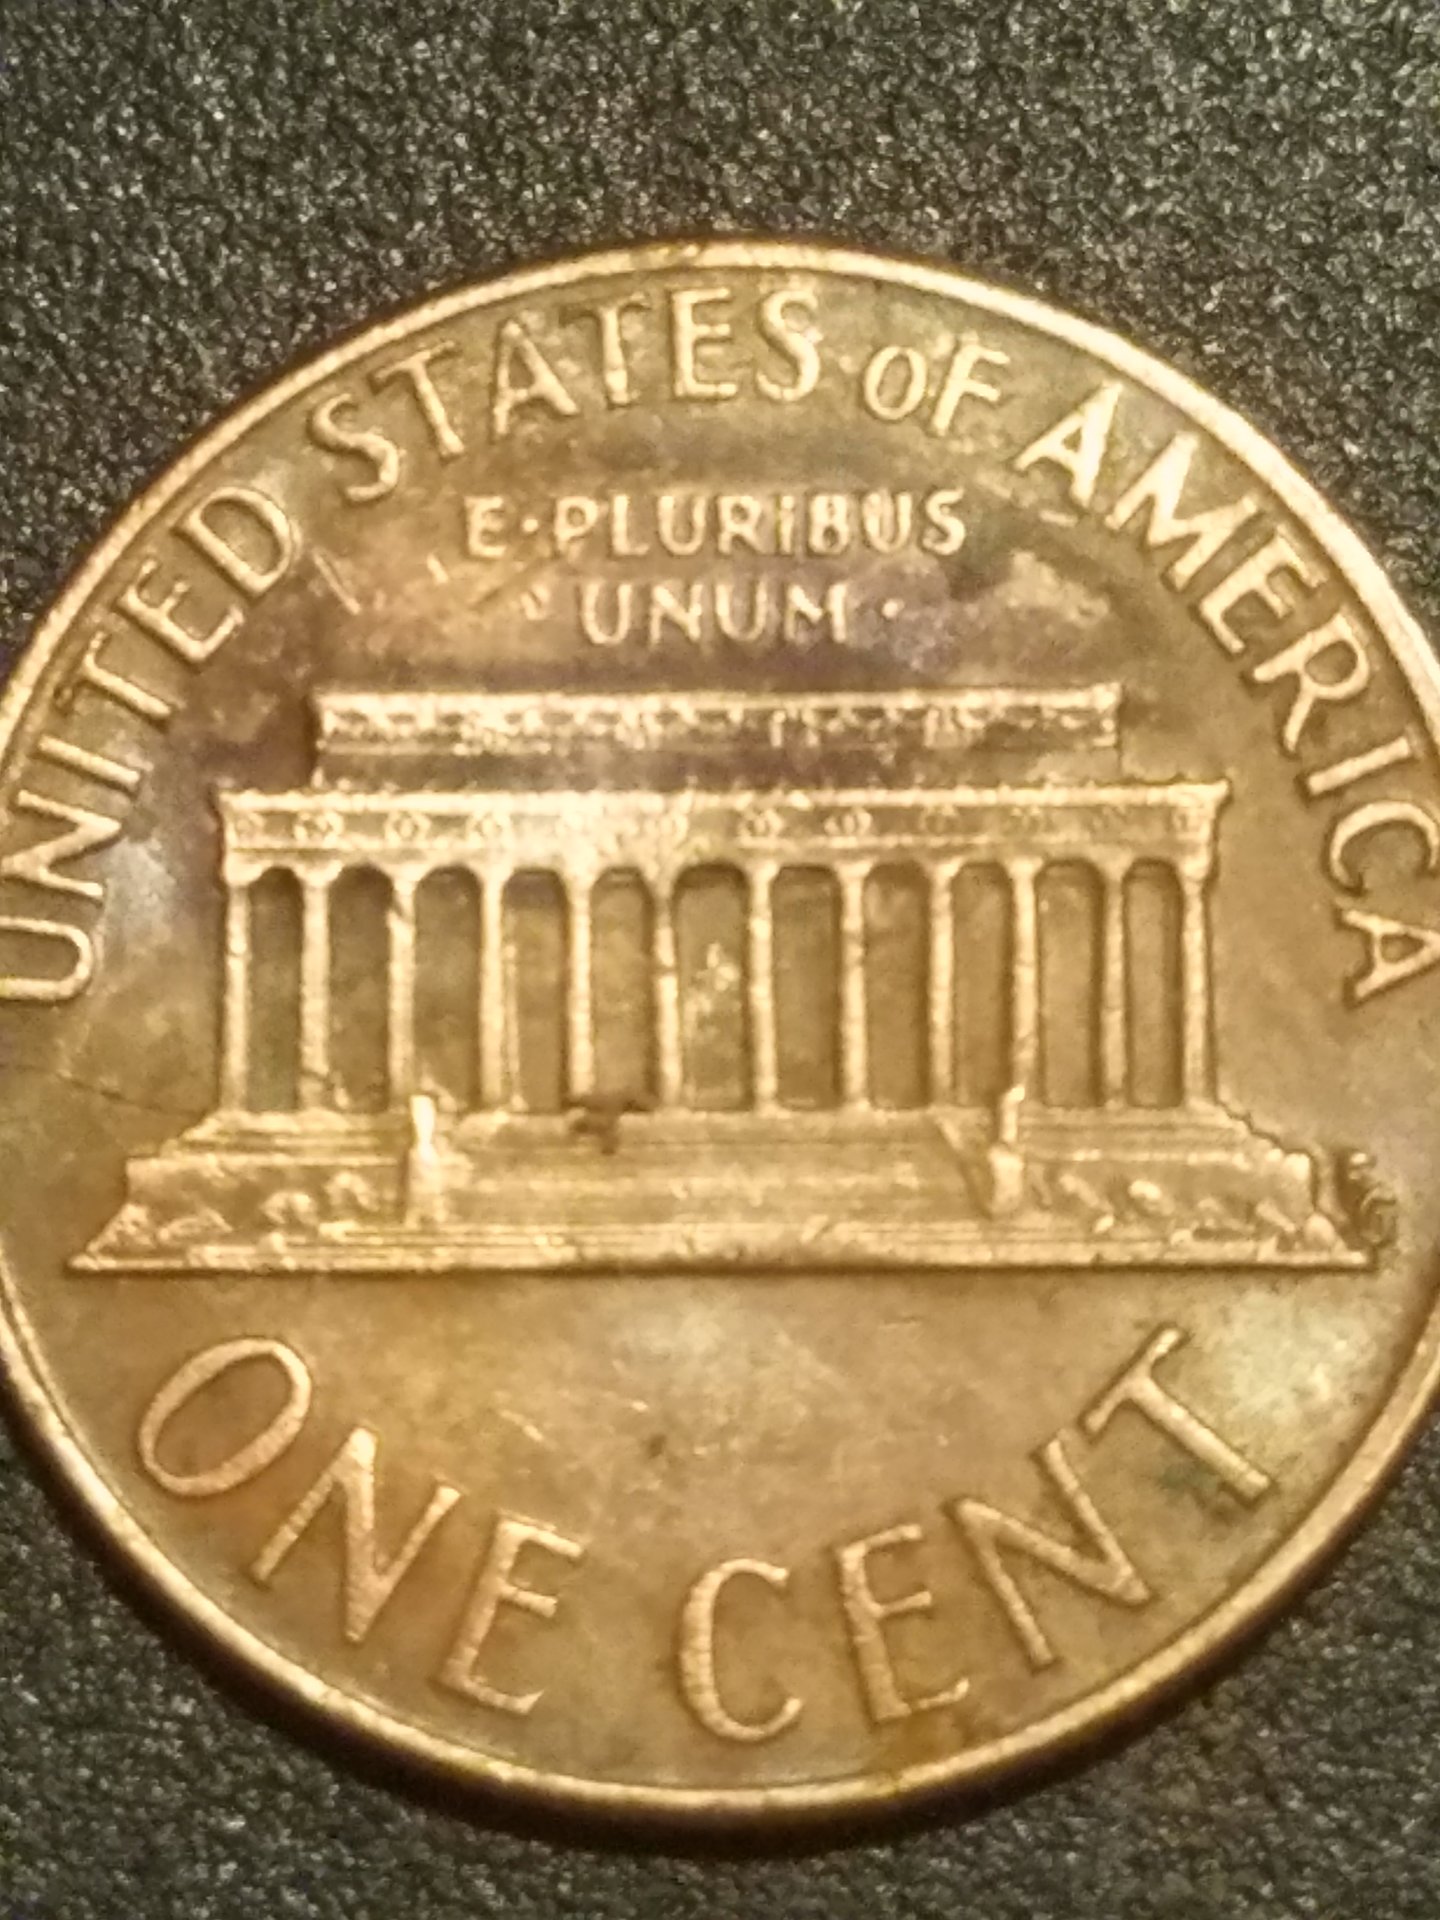 UNITED STATES OF AMERICA
E·PLURIBUS
·UNUM·
ONE CENT